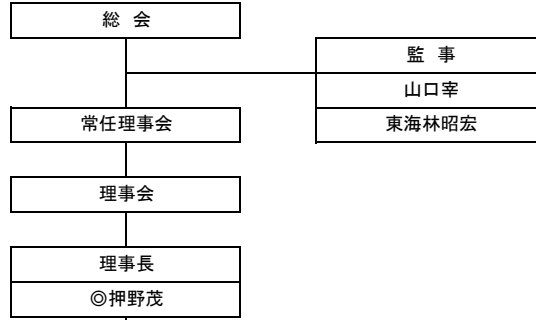 総 会
監 事
山口宰
東海林昭宏
常任理事会
理事会
理事長
◎押野茂